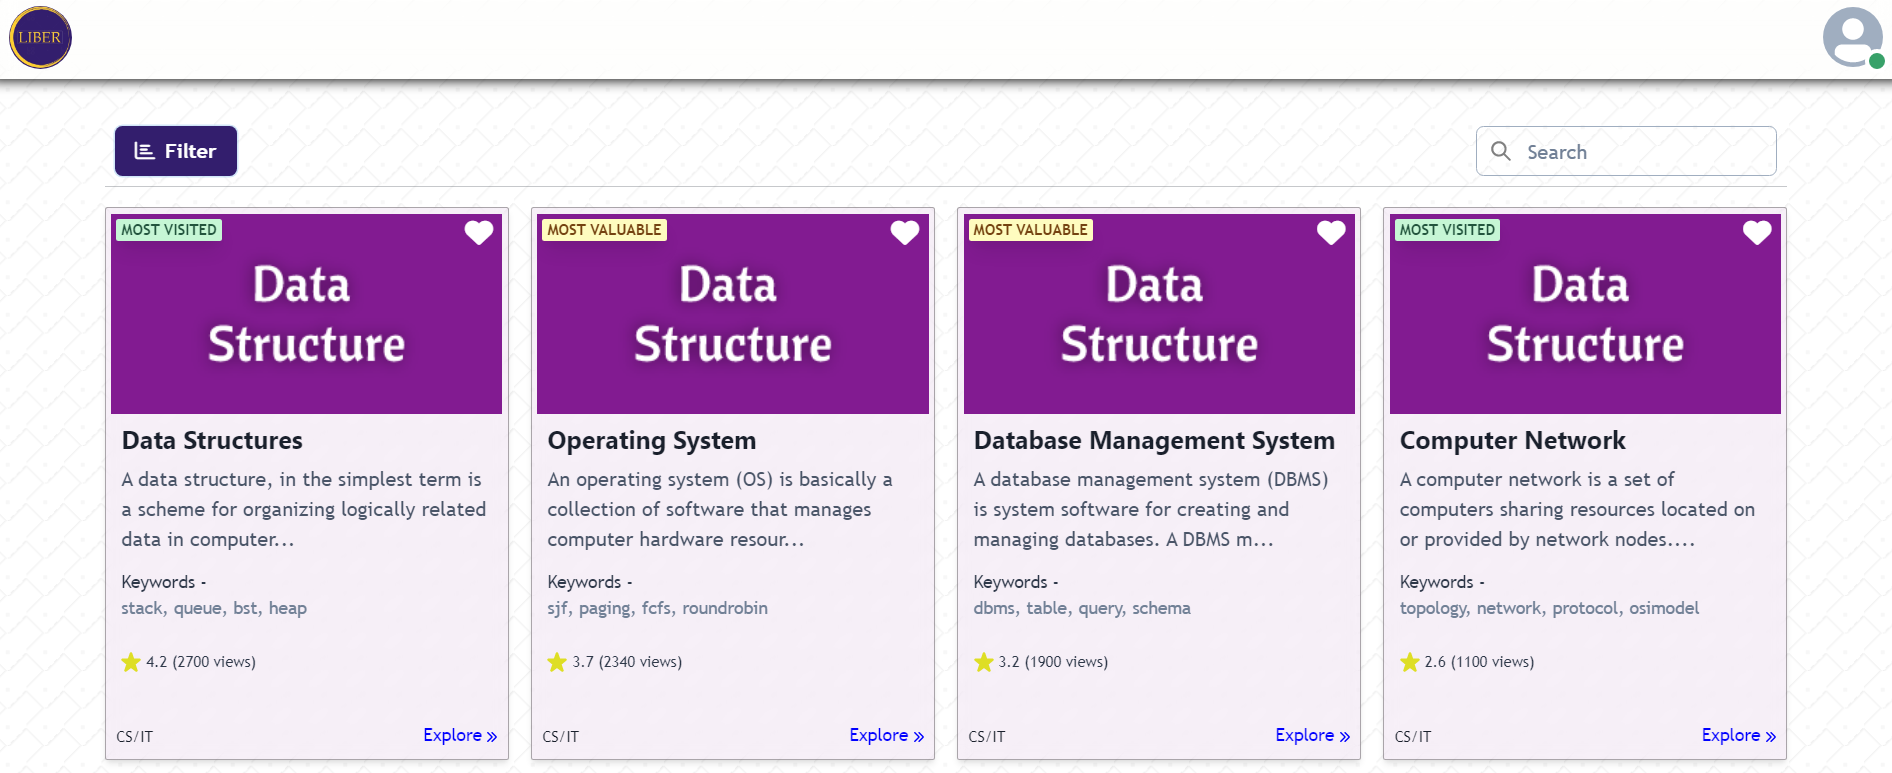 LIBER
Filter
Search
MOST VISITED
Data
Structure
Data Structures
A data structure, in the simplest term is
a scheme for organizing logically related
data in computer...
Keywords -
stack, queue, bst, heap
4.2 (2700 views)
CS/IT
Explore »
MOST VALUABLE
Data
Structure
Operating System
An operating system (OS) is basically a
collection of software that manages
computer hardware resour...
Keywords -
sjf, paging, fcfs, roundrobin
3.7 (2340 views)
CS/IT
Explore »
MOST VALUABLE
Data
Structure
Database Management System
A database management system (DBMS)
is system software for creating and
managing databases. A DBMS m...
Keywords -
dbms, table, query, schema
3.2 (1900 views)
CS/IT
Explore »
MOST VISITED
Data
Structure
Computer Network
A computer network is a set of
computers sharing resources located on
or provided by network nodes....
Keywords -
topology, network, protocol, osimodel
2.6 (1100 views)
CS/IT
Explore »